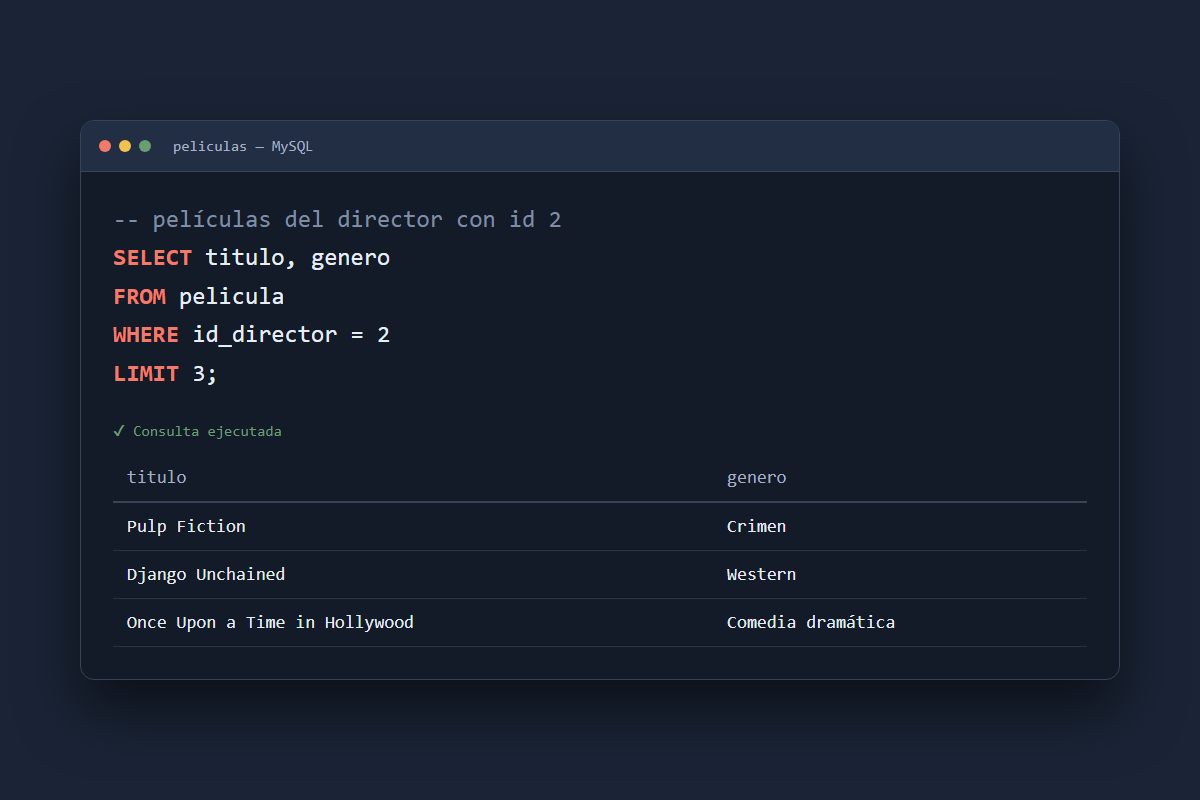 peliculas — MySQL
-- películas del director con id 2
SELECT titulo, genero
FROM pelicula
WHERE id_director = 2
LIMIT 3;
✓ Consulta ejecutada
titulo genero
Pulp Fiction Crimen
Django Unchained Western
Once Upon a Time in Hollywood Comedia dramática